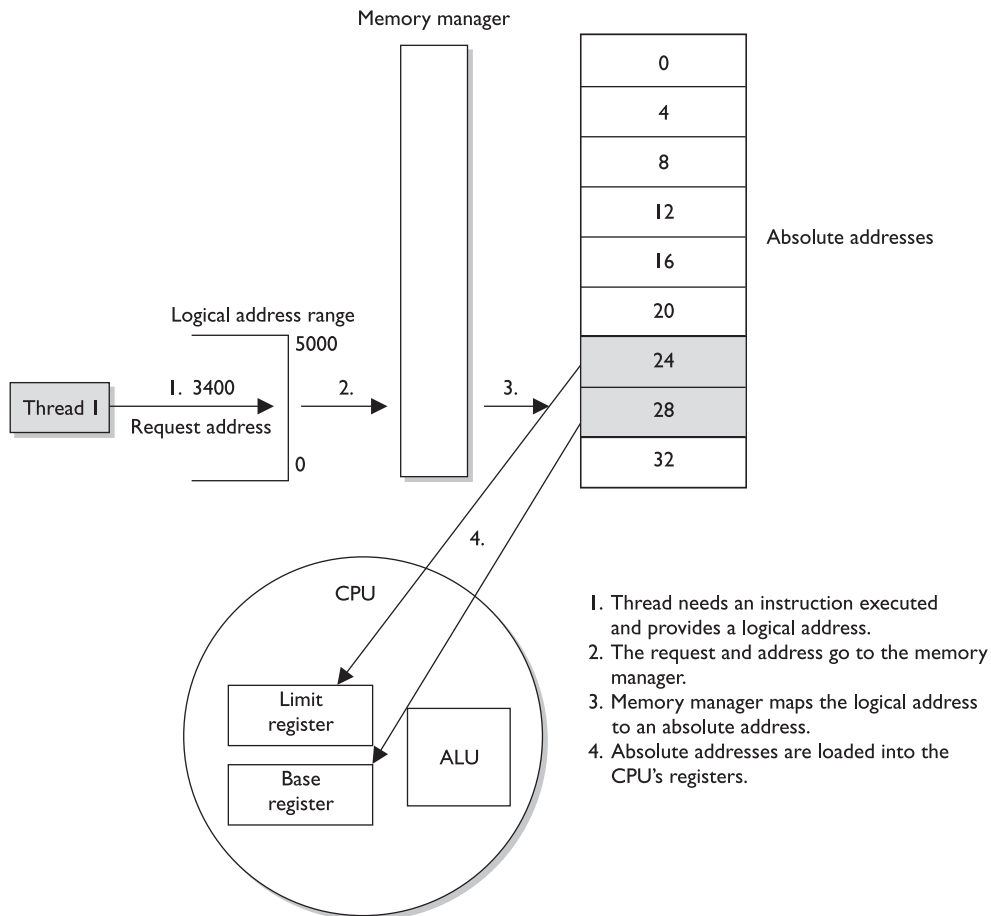 Memory manager
0
4
8
12
16
20
24
28
32
Absolute addresses
Logical address range
5000
Thread 1
1. 3400
Request address
0
2.
3.
4.
CPU
Limit
register
Base
register
ALU
1. Thread needs an instruction executed
and provides a logical address.
2. The request and address go to the memory
manager.
3. Memory manager maps the logical address
to an absolute address.
4. Absolute addresses are loaded into the
CPU's registers.